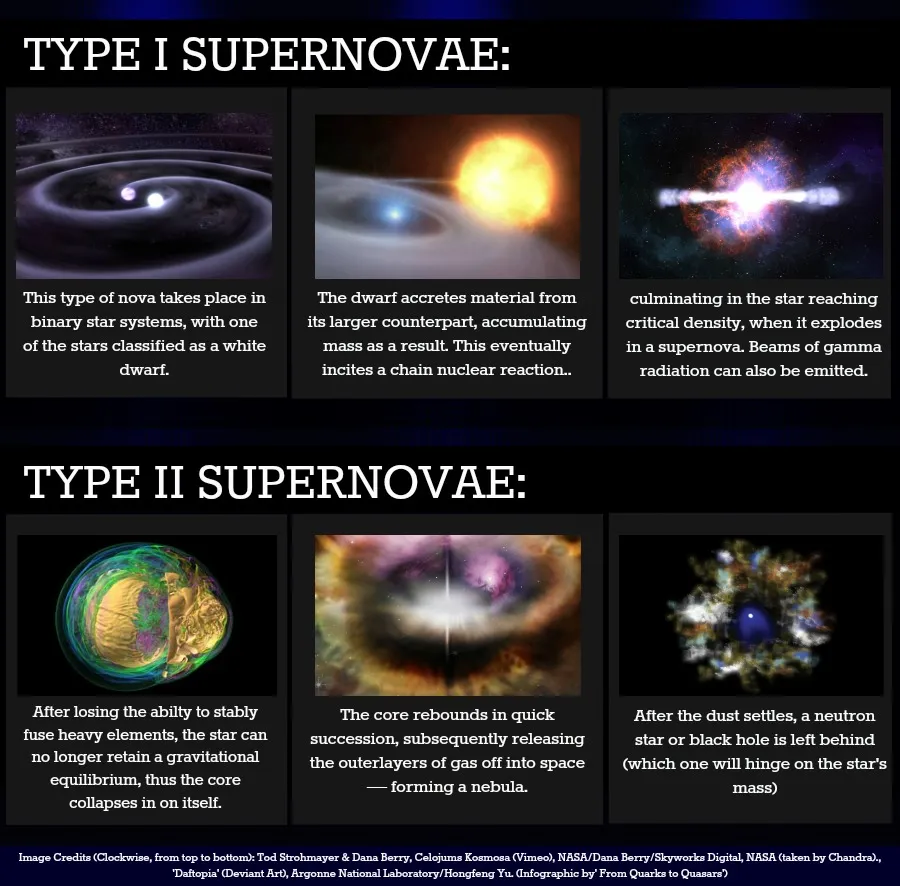 TYPE I SUPERNOVAE:
This type of nova takes place in
binary star systems, with one
of the stars classified as a white
dwarf.
The dwarf accretes material from
its larger counterpart, accumulating
mass as a result. This eventually
incites a chain nuclear reaction..
culminating in the star reaching
critical density, when it explodes
in a supernova. Beams of gamma
radiation can also be emitted.
TYPE II SUPERNOVAE:
After losing the abilty to stably
fuse heavy elements, the star can
no longer retain a gravitational
equilibrium, thus the core
collapses in on itself.
The core rebounds in quick
succession, subsequently releasing
the outerlayers of gas off into space
— forming a nebula.
After the dust settles, a neutron
star or black hole is left behind
(which one will hinge on the star's
mass)
Image Credits (Clockwise, from top to bottom): Tod Strohmayer & Dana Berry, Celojums Kosmosa (Vimeo), NASA/Dana Berry/Skyworks Digital, NASA (taken by Chandra).,
'Daftopia' (Deviant Art), Argonne National Laboratory/Hongfeng Yu. (Infographic by' From Quarks to Quasars')